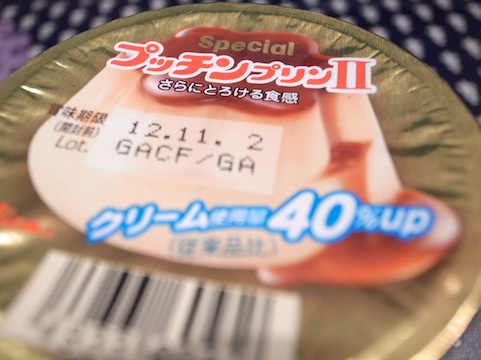 Special
プッチンプリンⅡ
さらにとろける食感
賞味期限
(開封前)
Lot.
12.11. 2
GACF/GA
クリーム使用量40%up
(従来品比)